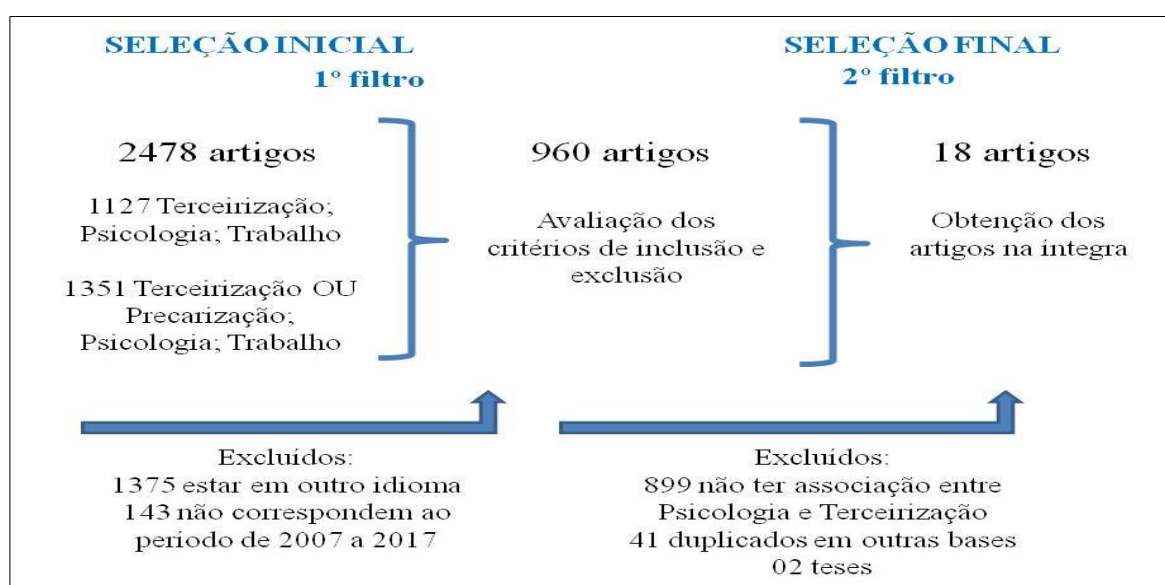 SELEÇÃO INICIAL
1º filtro
2478 artigos
1127 Terceirização;
Psicologia; Trabalho
1351 Terceirização OU
Precarização;
Psicologia; Trabalho
Excluídos:
1375 estar em outro idioma
143 não correspondem ao
período de 2007 a 2017
960 artigos
Avaliação dos
critérios de inclusão e
exclusão
SELEÇÃO FINAL
2º filtro
18 artigos
Obtenção dos
artigos na íntegra
Excluídos:
899 não ter associação entre
Psicologia e Terceirização
41 duplicados em outras bases
02 teses